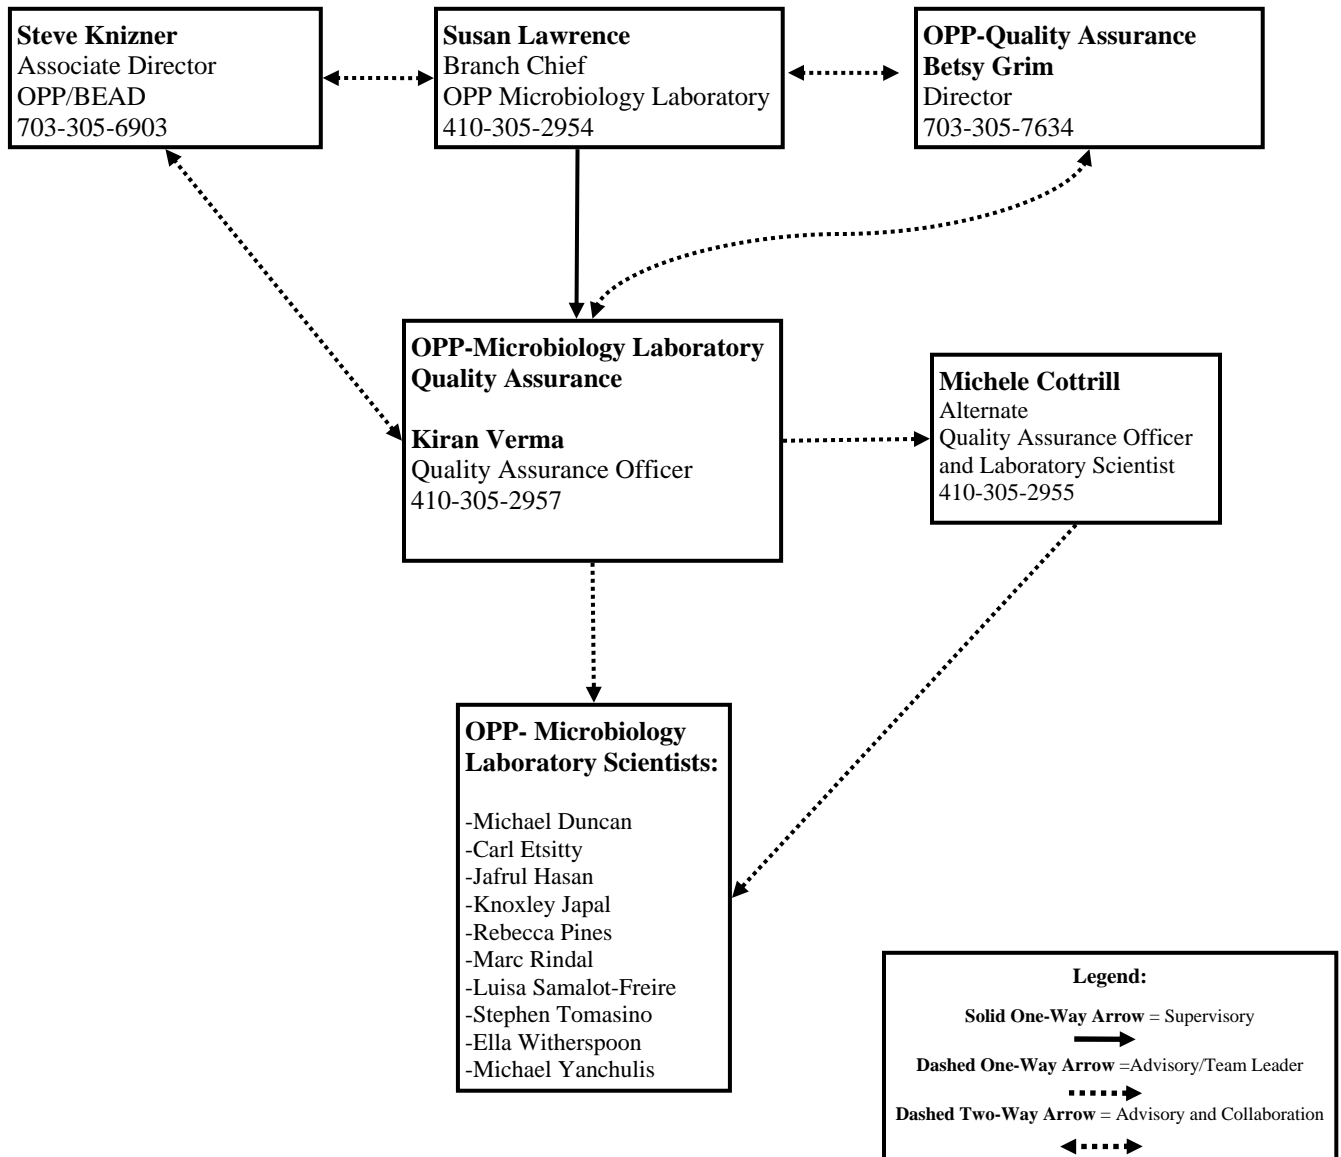 Steve Knizner
Associate Director
OPP/BEAD
703-305-6903
Susan Lawrence
Branch Chief
OPP Microbiology Laboratory
410-305-2954
OPP-Quality Assurance
Betsy Grim
Director
703-305-7634
OPP-Microbiology Laboratory
Quality Assurance
Kiran Verma
Quality Assurance Officer
410-305-2957
Michele Cottrill
Alternate
Quality Assurance Officer
and Laboratory Scientist
410-305-2955
OPP- Microbiology
Laboratory Scientists:
-Michael Duncan
-Carl Etsitty
-Jafrul Hasan
-Knoxley Japal
-Rebecca Pines
-Marc Rindal
-Luisa Samalot-Freire
-Stephen Tomasino
-Ella Witherspoon
-Michael Yanchulis
Legend:
Solid One-Way Arrow = Supervisory
Dashed One-Way Arrow =Advisory/Team Leader
Dashed Two-Way Arrow = Advisory and Collaboration